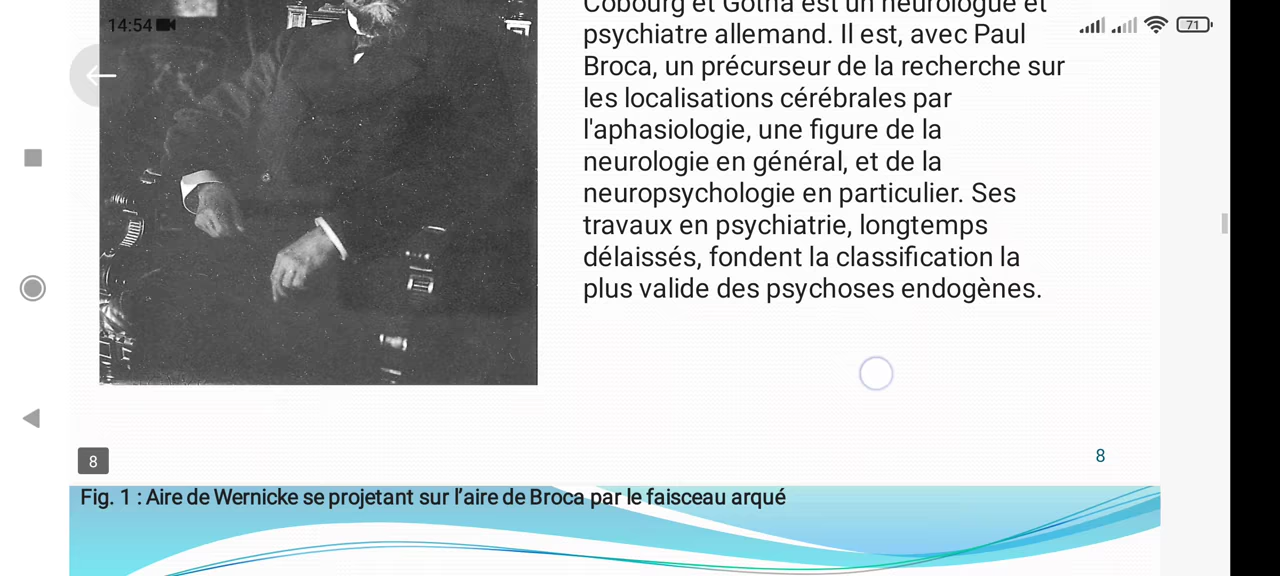 14:54
71
Cobourg et Gotha est un neurologue et
psychiatre allemand. Il est, avec Paul
Broca, un précurseur de la recherche sur
les localisations cérébrales par
l'aphasiologie, une figure de la
neurologie en général, et de la
neuropsychologie en particulier. Ses
travaux en psychiatrie, longtemps
délaissés, fondent la classification la
plus valide des psychoses endogènes.
8
8
Fig. 1 : Aire de Wernicke se projetant sur l’aire de Broca par le faisceau arqué